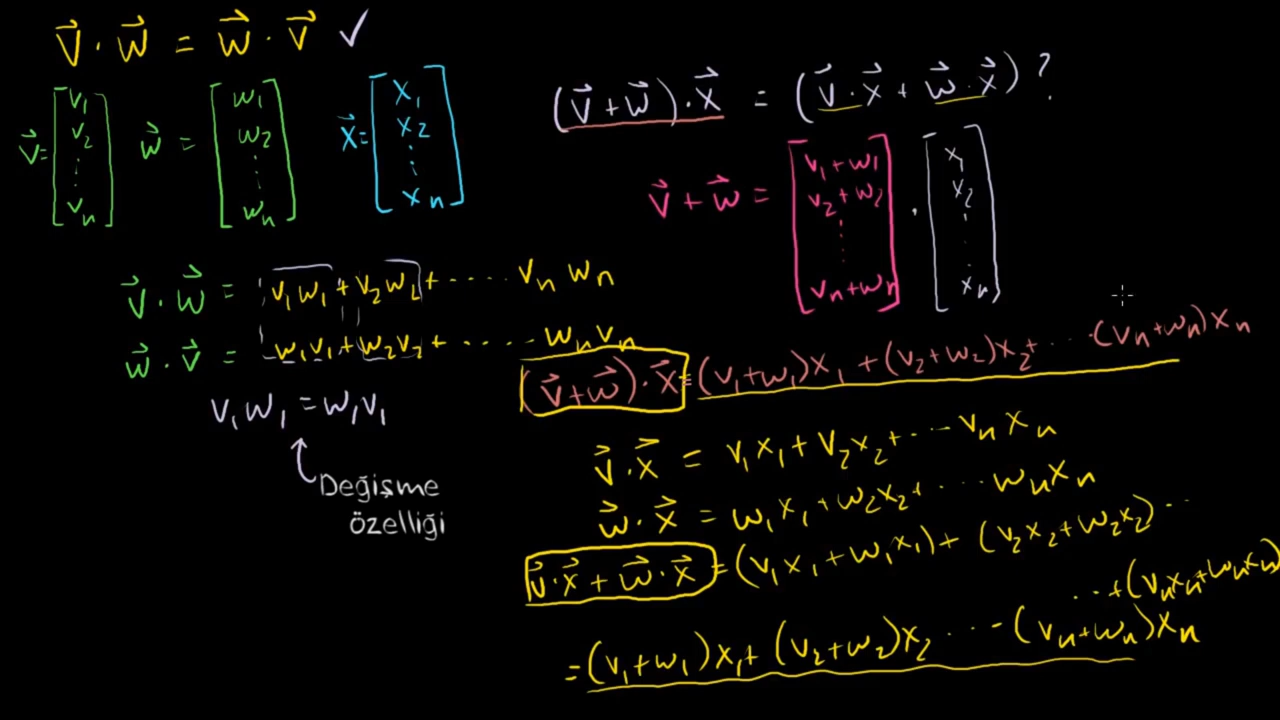 v⃗ · w⃗ = w⃗ · v⃗ ✓
v⃗ = [v₁ v₂ ⋮ vₙ] w⃗ = [w₁ w₂ ⋮ wₙ] x⃗ = [x₁ x₂ ⋮ xₙ]
v⃗ · w⃗ = v₁w₁ + v₂w₂ + ···· vₙwₙ
w⃗ · v⃗ = w₁v₁ + w₂v₂ + ····· wₙvₙ
v₁w₁ = w₁v₁
Değişme
özelliği
(v⃗ + w⃗) · x⃗ = (v⃗ · x⃗ + w⃗ · x⃗) ?
v⃗ + w⃗ = [v₁+w₁ v₂+w₂ ⋮ vₙ+wₙ] · [x₁ x₂ ⋮ xₙ]
(v⃗ + w⃗) · x⃗ = (v₁+w₁)x₁ + (v₂+w₂)x₂ + ··· (vₙ+wₙ)xₙ
v⃗ · x⃗ = v₁x₁ + v₂x₂ + ··· vₙxₙ
w⃗ · x⃗ = w₁x₁ + w₂x₂ + ··· wₙxₙ
v⃗ · x⃗ + w⃗ · x⃗ = (v₁x₁ + w₁x₁) + (v₂x₂ + w₂x₂) ···
··· + (vₙxₙ + wₙxₙ)
= (v₁+w₁)x₁ + (v₂+w₂)x₂ ···· (vₙ+wₙ)xₙ